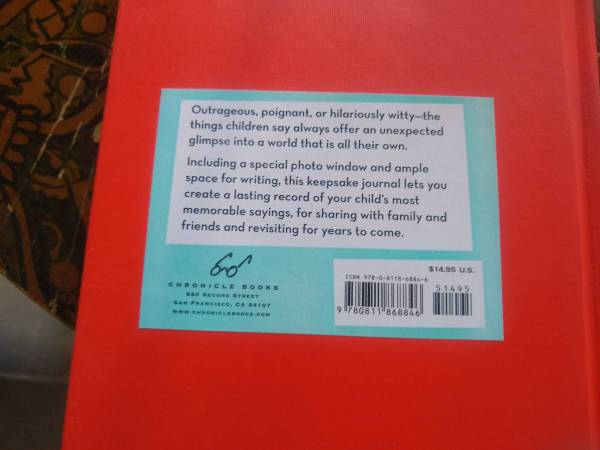 Outrageous, poignant, or hilariously witty—the
things children say always offer an unexpected
glimpse into a world that is all their own.
Including a special photo window and ample
space for writing, this keepsake journal lets you
create a lasting record of your child's most
memorable sayings, for sharing with family and
friends and revisiting for years to come.
CHRONICLE BOOKS
680 SECOND STREET
SAN FRANCISCO, CA 94107
WWW.CHRONICLEBOOKS.COM
$14.95 U.S.
ISBN 978-0-8118-6884-6
51495
9 780811 868846